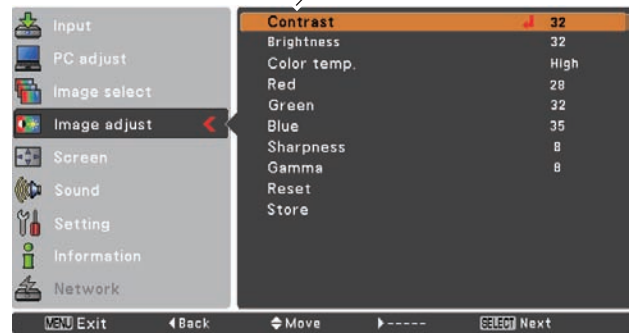 Input
PC adjust
Image select
Image adjust
Screen
Sound
Setting
Information
Network
Contrast 32
Brightness 32
Color temp. High
Red 28
Green 32
Blue 35
Sharpness 8
Gamma 8
Reset
Store
MENU Exit Back Move ----- SELECT Next